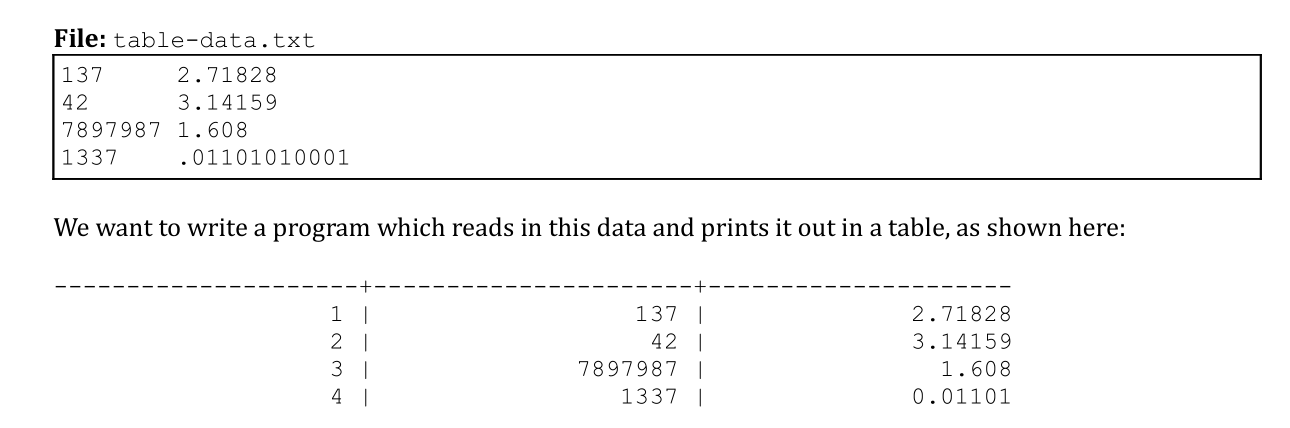 File: table-data.txt
137     2.71828
42      3.14159
7897987 1.608
1337    .01101010001
We want to write a program which reads in this data and prints it out in a table, as shown here:
---------------------+----------------------+---------------------
                   1 |                  137 |              2.71828
                   2 |                   42 |              3.14159
                   3 |              7897987 |                1.608
                   4 |                 1337 |              0.01101